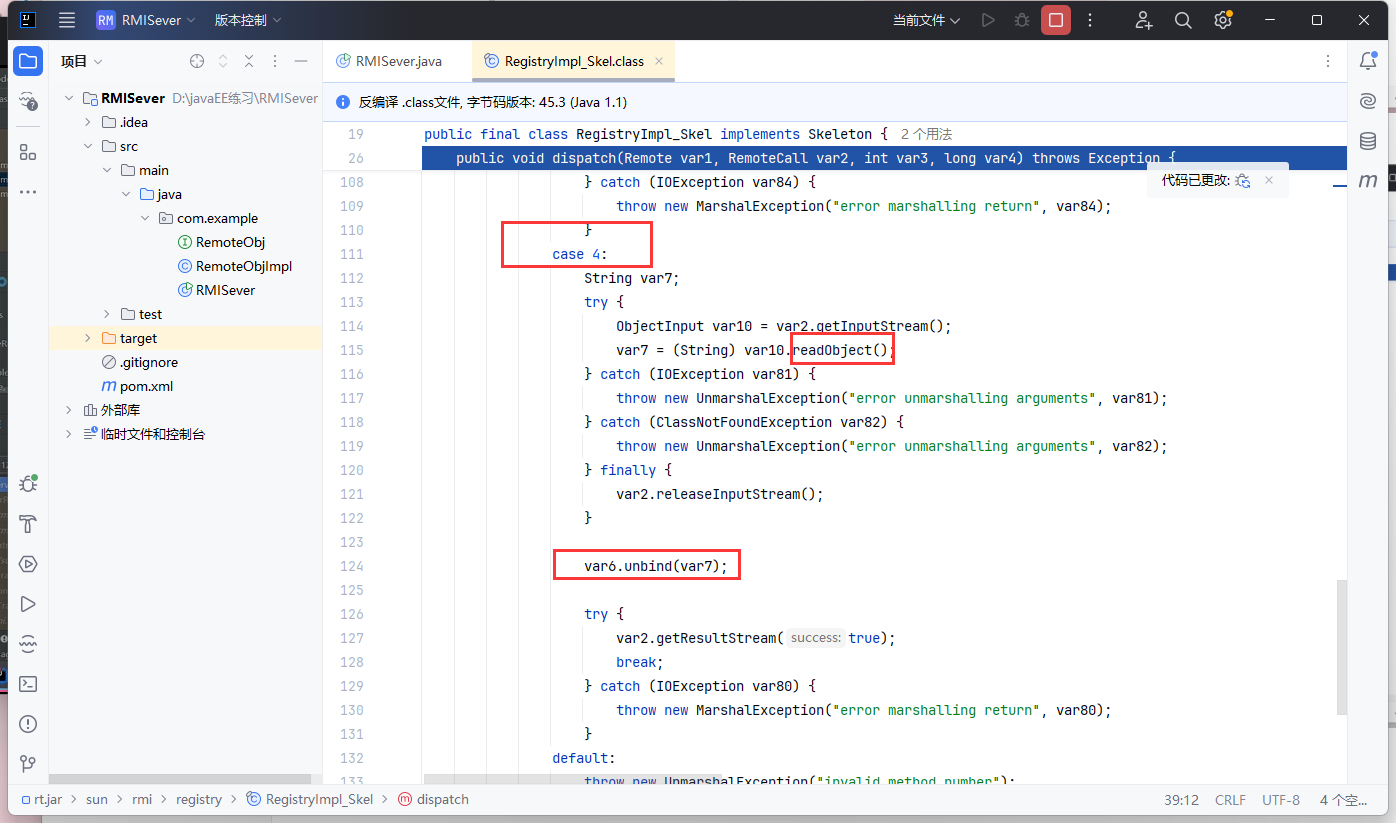 RM RMISever 版本控制 当前文件
项目
RMISever.java RegistryImpl_Skel.class
RMISever D:\javaEE练习\RMISever
.idea
src
main
java
com.example
RemoteObj
RemoteObjImpl
RMISever
test
target
.gitignore
pom.xml
外部库
临时文件和控制台
反编译 .class文件, 字节码版本: 45.3 (Java 1.1)
代码已更改:
19 public final class RegistryImpl_Skel implements Skeleton { 2 个用法
26 public void dispatch(Remote var1, RemoteCall var2, int var3, long var4) throws Exception {
108 } catch (IOException var84) {
109 throw new MarshalException("error marshalling return", var84);
110 }
111 case 4:
112 String var7;
113 try {
114 ObjectInput var10 = var2.getInputStream();
115 var7 = (String) var10.readObject();
116 } catch (IOException var81) {
117 throw new UnmarshalException("error unmarshalling arguments", var81);
118 } catch (ClassNotFoundException var82) {
119 throw new UnmarshalException("error unmarshalling arguments", var82);
120 } finally {
121 var2.releaseInputStream();
122 }
123
124 var6.unbind(var7);
125
126 try {
127 var2.getResultStream( success: true);
128 break;
129 } catch (IOException var80) {
130 throw new MarshalException("error marshalling return", var80);
131 }
132 default:
133 throw new UnmarshalException("invalid method number");
rt.jar > sun > rmi > registry > RegistryImpl_Skel > dispatch
39:12 CRLF UTF-8 4 个空...